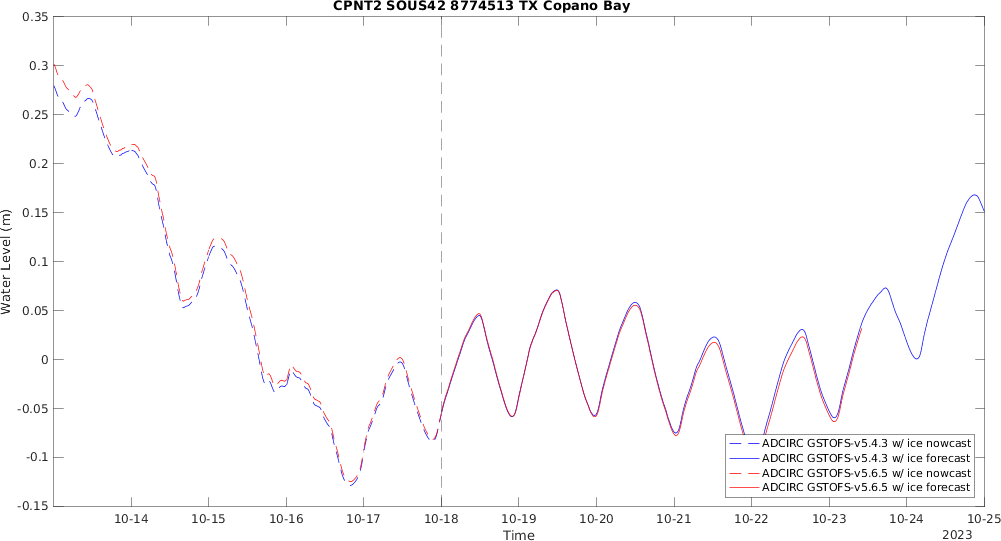 CPNT2 SOUS42 8774513 TX Copano Bay
0.35
0.3
0.25
0.2
0.15
0.1
0.05
0
-0.05
-0.1
-0.15
Water Level (m)
ADCIRC GSTOFS-v5.4.3 w/ ice nowcast
ADCIRC GSTOFS-v5.4.3 w/ ice forecast
ADCIRC GSTOFS-v5.6.5 w/ ice nowcast
ADCIRC GSTOFS-v5.6.5 w/ ice forecast
10-14 10-15 10-16 10-17 10-18 10-19 10-20 10-21 10-22 10-23 10-24 10-25
Time
2023